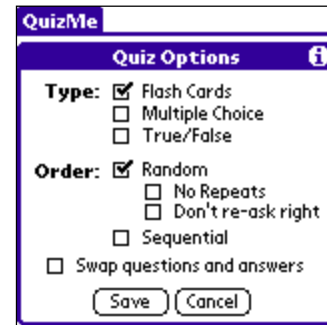 QuizMe
Quiz Options i
Type: Flash Cards
Multiple Choice
True/False
Order: Random
No Repeats
Don't re-ask right
Sequential
Swap questions and answers
Save Cancel